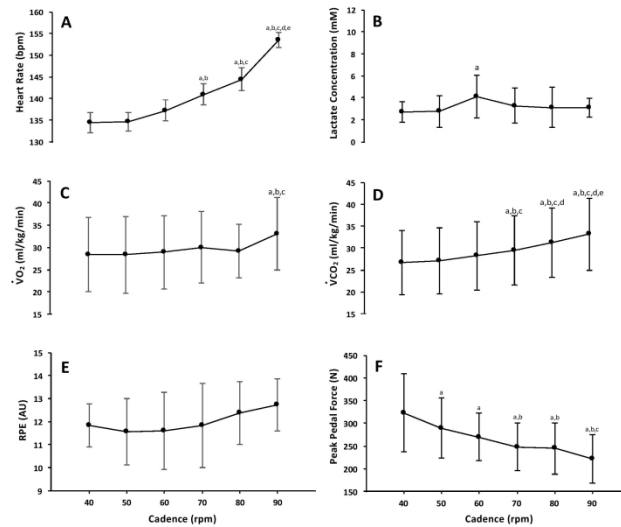 A
Heart Rate (bpm)
160
155
150
145
140
135
130
a,b
a,b,c
a,b,c,d,e
B
Lactate Concentration (mM)
12
10
8
6
4
2
0
a
C
V̇O₂ (ml/kg/min)
45
40
35
30
25
20
15
a,b,c
D
V̇CO₂ (ml/kg/min)
45
40
35
30
25
20
15
a,b,c
a,b,c,d
a,b,c,d,e
E
RPE (AU)
15
14
13
12
11
10
9
40 50 60 70 80 90
Cadence (rpm)
F
Peak Pedal Force (N)
450
400
350
300
250
200
150
a
a
a,b
a,b
a,b,c
40 50 60 70 80 90
Cadence (rpm)